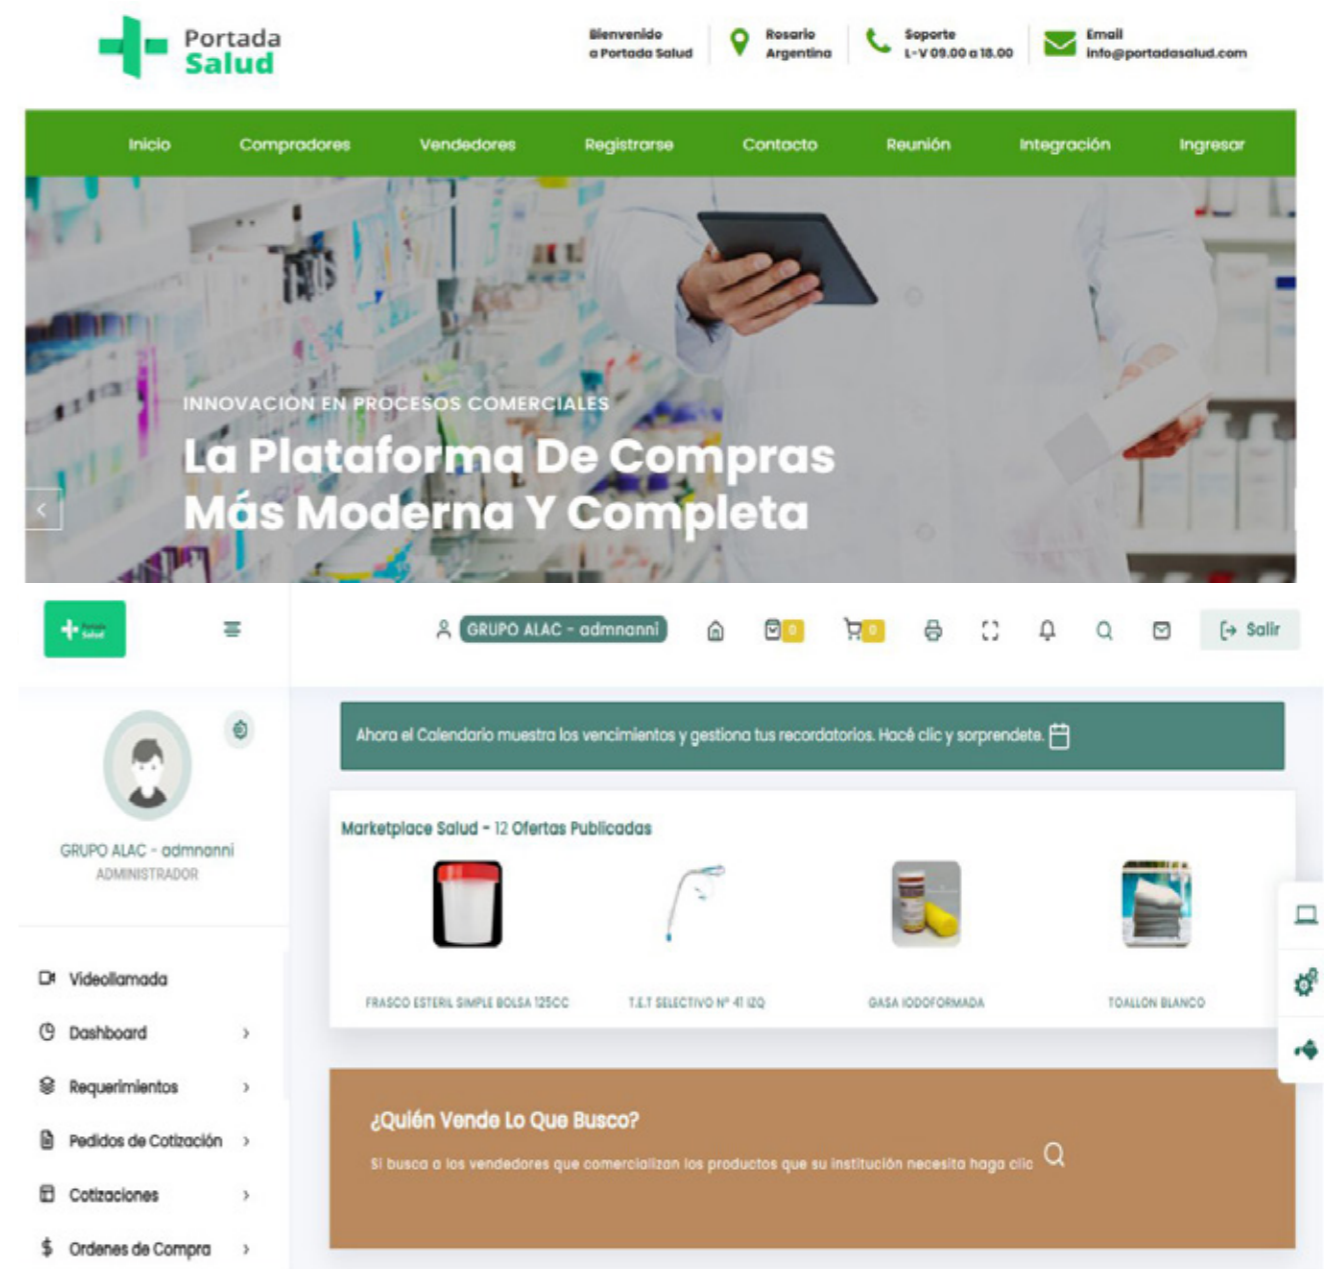 Portada
Salud
Bienvenido
a Portada Salud
Rosario
Argentina
Soporte
L-V 09.00 a 18.00
Email
info@portadasalud.com
Inicio
Compradores
Vendedores
Registrarse
Contacto
Reunión
Integración
Ingresar
INNOVACIÓN EN PROCESOS COMERCIALES
La Plataforma De Compras
Más Moderna Y Completa
Portada
Salud
GRUPO ALAC - admnanni
0
0
Salir
Ahora el Calendario muestra los vencimientos y gestiona tus recordatorios. Hacé clic y sorprendete.
GRUPO ALAC - admnanni
ADMINISTRADOR
Marketplace Salud - 12 Ofertas Publicadas
FRASCO ESTERIL SIMPLE BOLSA 125CC
T.E.T SELECTIVO Nº 41 IZQ
GASA IODOFORMADA
TOALLON BLANCO
Videollamada
Dashboard
Requerimientos
Pedidos de Cotización
Cotizaciones
Ordenes de Compra
¿Quién Vende Lo Que Busco?
Si busca a los vendedores que comercializan los productos que su institución necesita haga clic